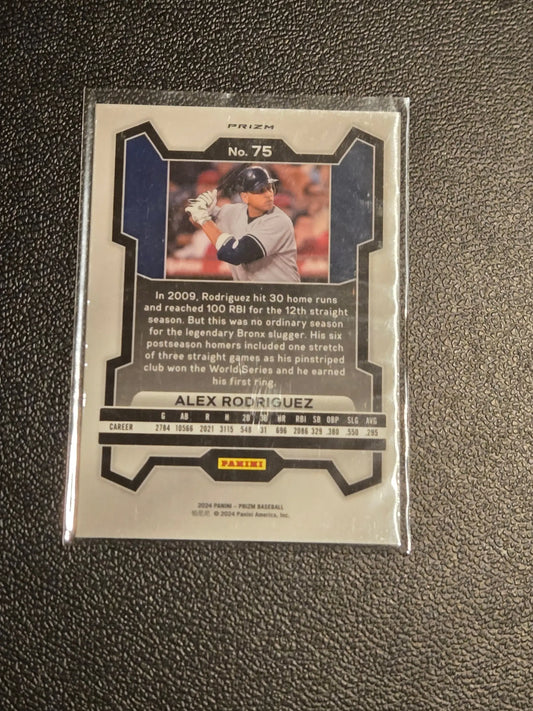 PRIZM
No. 75
In 2009, Rodriguez hit 30 home runs
and reached 100 RBI for the 12th straight
season. But this was no ordinary season
for the legendary Bronx slugger. His six
postseason homers included one stretch
of three straight games as his pinstriped
club won the World Series and he earned
his first ring.
ALEX RODRIGUEZ
G AB R H 2B 3B HR RBI SB OBP SLG AVG
CAREER 2784 10566 2021 3115 548 31 696 2086 329 .380 .550 .295
PANINI
2024 PANINI – PRIZM BASEBALL
© 2024 Panini America, Inc.